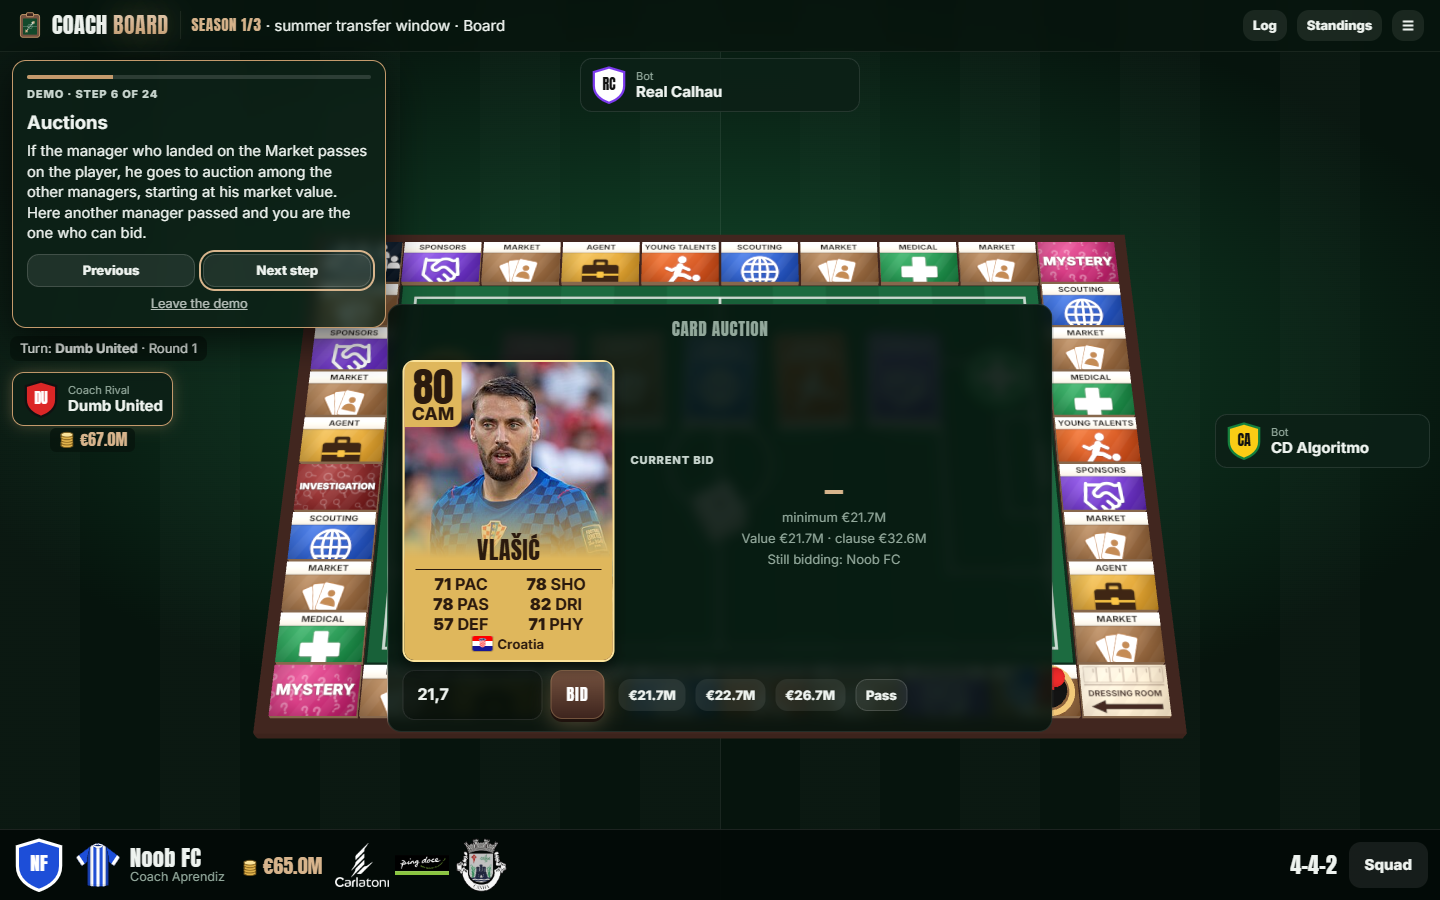 COACH BOARD
SEASON 1/3 · summer transfer window · Board
Log
Standings
DEMO · STEP 6 OF 24
Auctions
If the manager who landed on the Market passes
on the player, he goes to auction among the
other managers, starting at his market value.
Here another manager passed and you are the
one who can bid.
Previous
Next step
Leave the demo
RC
Bot
Real Calhau
Turn: Dumb United · Round 1
DU
Coach Rival
Dumb United
€67.0M
CA
Bot
CD Algoritmo
SPONSORS
MARKET
AGENT
YOUNG TALENTS
SCOUTING
MARKET
MEDICAL
MARKET
MYSTERY
SCOUTING
MARKET
MEDICAL
YOUNG TALENTS
SPONSORS
MARKET
AGENT
MARKET
DRESSING ROOM
SPONSORS
MARKET
AGENT
INVESTIGATION
SCOUTING
MARKET
MEDICAL
MYSTERY
CARD AUCTION
80
CAM
VLAŠIĆ
71 PAC 78 SHO
78 PAS 82 DRI
57 DEF 71 PHY
Croatia
CURRENT BID
–
minimum €21.7M
Value €21.7M · clause €32.6M
Still bidding: Noob FC
21,7
BID
€21.7M
€22.7M
€26.7M
Pass
NF
Noob FC
Coach Aprendiz
€65.0M
Carlaton
ping doce
4-4-2
Squad